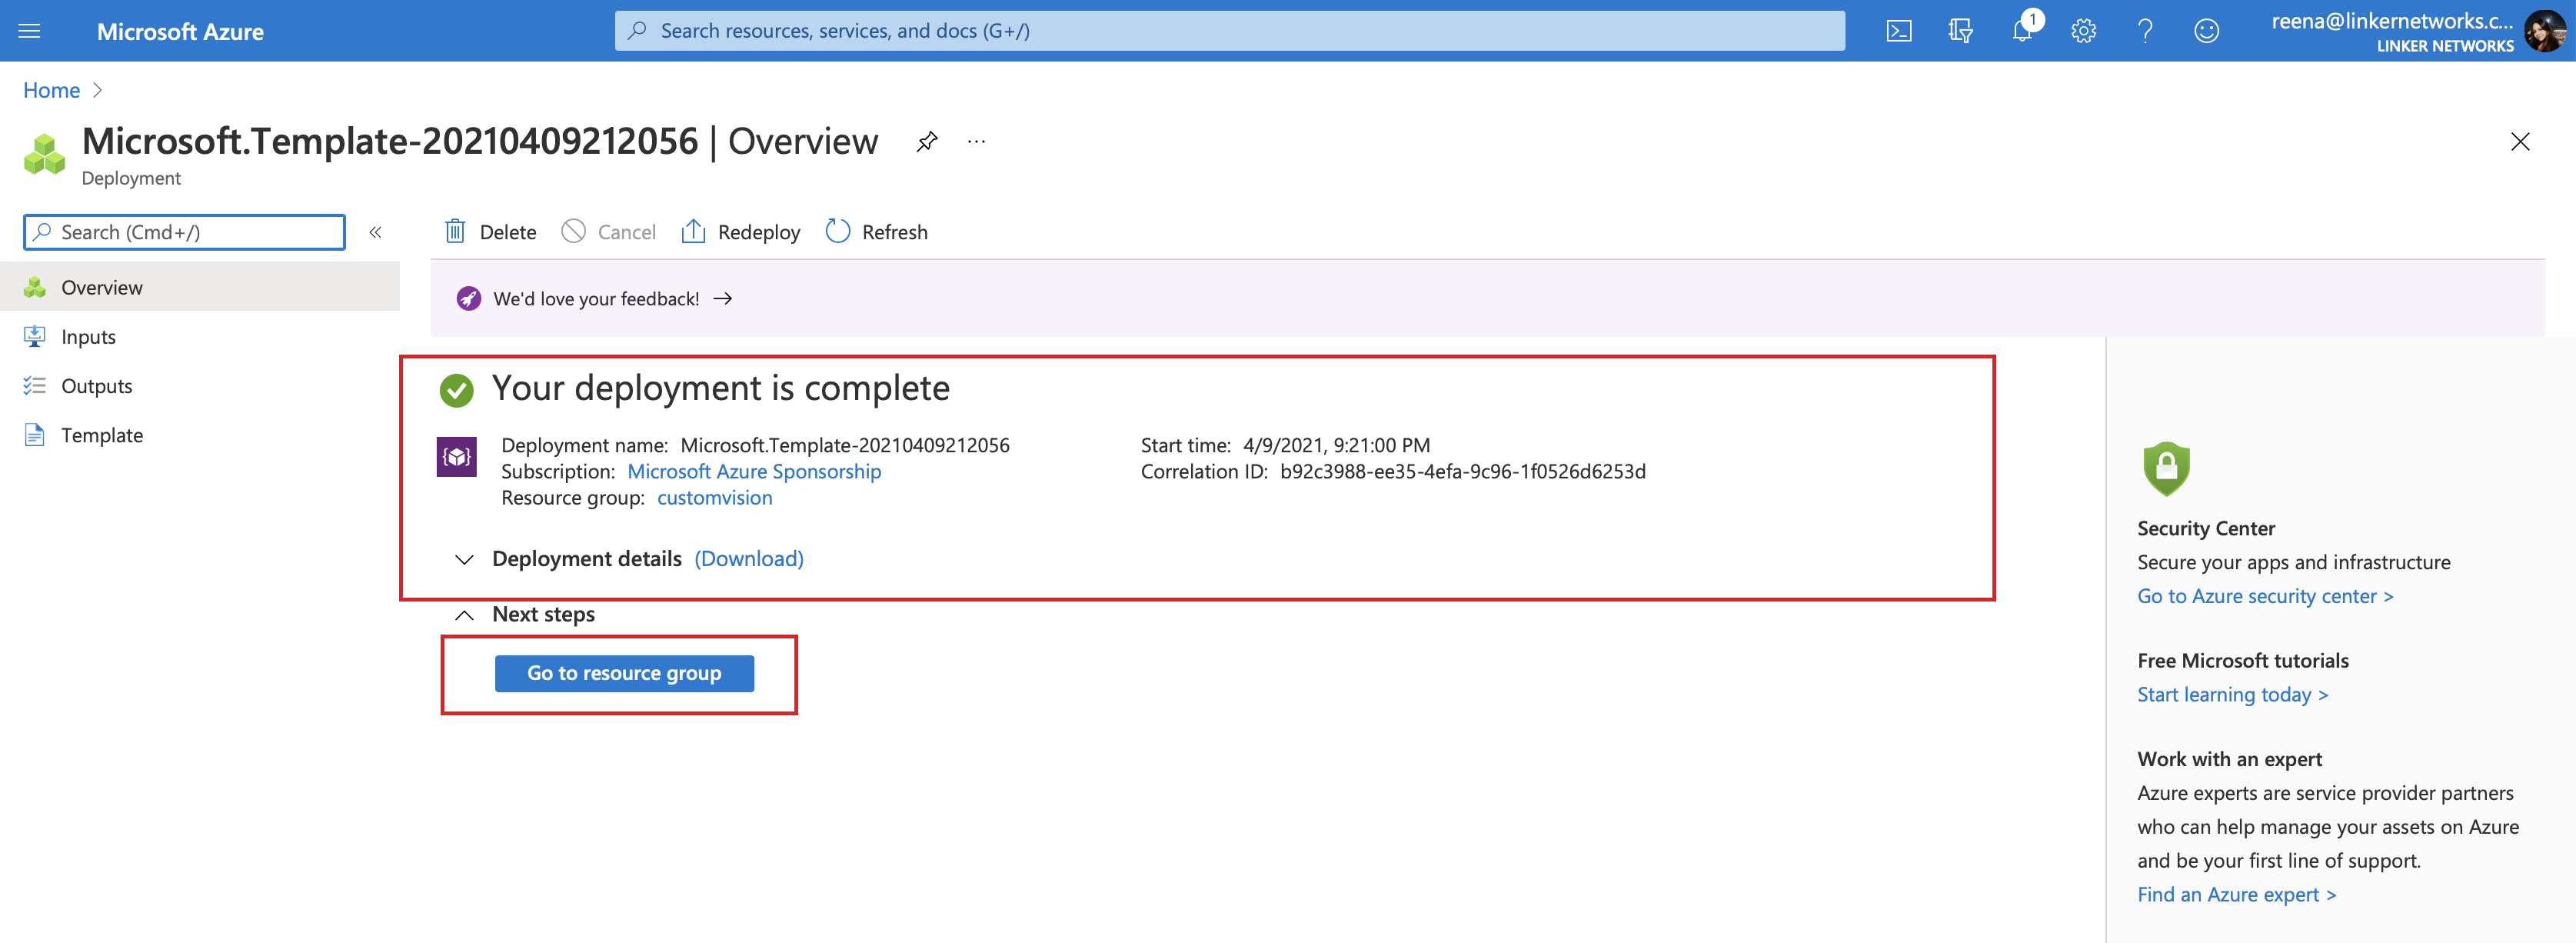 Microsoft Azure
Search resources, services, and docs (G+/)
1
reena@linkernetworks.c...
LINKER NETWORKS
Home
Microsoft.Template-20210409212056 | Overview
Deployment
Search (Cmd+/)
Delete
Cancel
Redeploy
Refresh
Overview
Inputs
Outputs
Template
We'd love your feedback!
Your deployment is complete
Deployment name: Microsoft.Template-20210409212056
Subscription: Microsoft Azure Sponsorship
Resource group: customvision
Start time: 4/9/2021, 9:21:00 PM
Correlation ID: b92c3988-ee35-4efa-9c96-1f0526d6253d
Deployment details (Download)
Next steps
Go to resource group
Security Center
Secure your apps and infrastructure
Go to Azure security center >
Free Microsoft tutorials
Start learning today >
Work with an expert
Azure experts are service provider partners
who can help manage your assets on Azure
and be your first line of support.
Find an Azure expert >